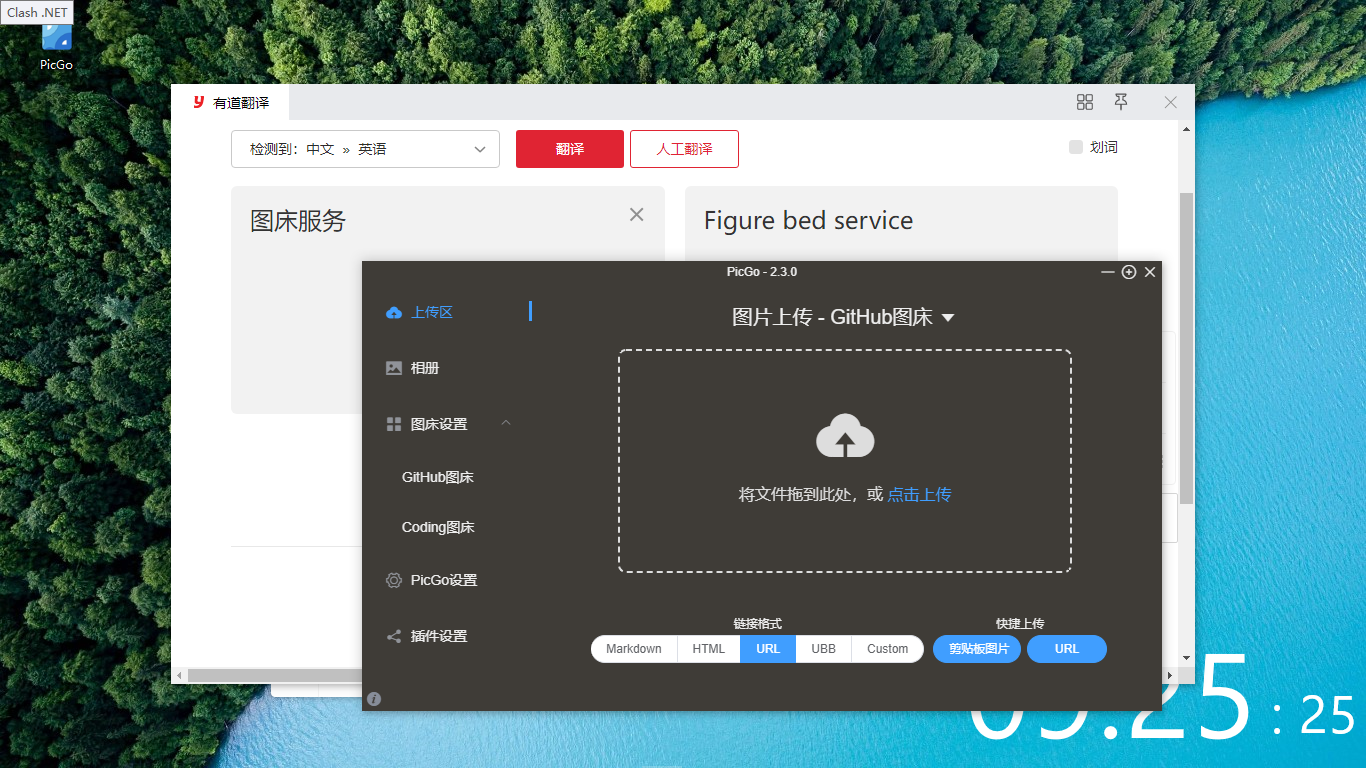 Clash .NET
PicGo
有道翻译
检测到：中文 » 英语
翻译
人工翻译
划词
图床服务
Figure bed service
PicGo - 2.3.0
上传区
图片上传 - GitHub图床
相册
图床设置
GitHub图床
Coding图床
PicGo设置
插件设置
将文件拖到此处，或 点击上传
链接格式
快捷上传
Markdown
HTML
URL
UBB
Custom
剪贴板图片
URL
:25